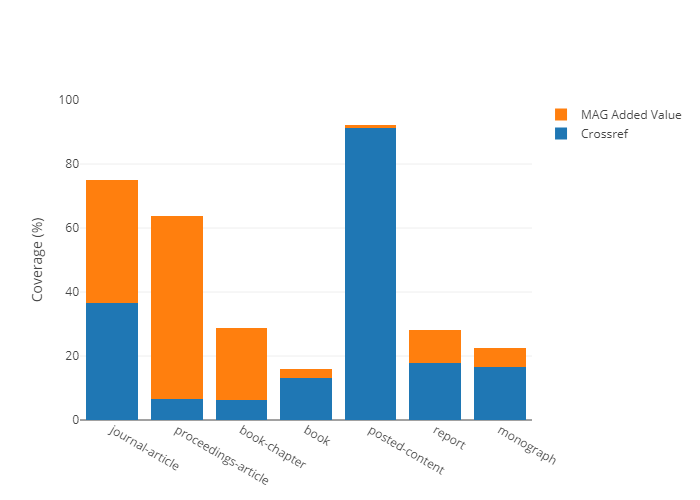 MAG Added Value
Crossref
Coverage (%)
100
80
60
40
20
0
journal-article
proceedings-article
book-chapter
book
posted-content
report
monograph